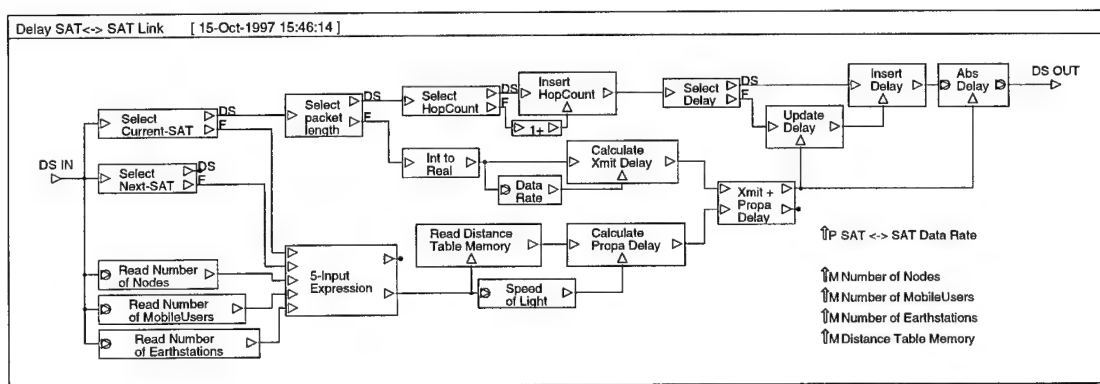 Delay SAT<-> SAT Link [ 15-Oct-1997 15:46:14 ]
DS IN
Select
Current-SAT
DS
F
Select
Next-SAT
DS
F
Read Number
of Nodes
Read Number
of MobileUsers
Read Number
of Earthstations
Select
packet
length
DS
F
5-Input
Expression
Select
HopCount
DS
F
1+
Insert
HopCount
Int to
Real
Data
Rate
Calculate
Xmit Delay
Read Distance
Table Memory
Speed
of Light
Calculate
Propa Delay
Select
Delay
DS
F
Xmit +
Propa
Delay
Update
Delay
Insert
Delay
Abs
Delay
DS OUT
⇑P SAT <-> SAT Data Rate
⇑M Number of Nodes
⇑M Number of MobileUsers
⇑M Number of Earthstations
⇑M Distance Table Memory